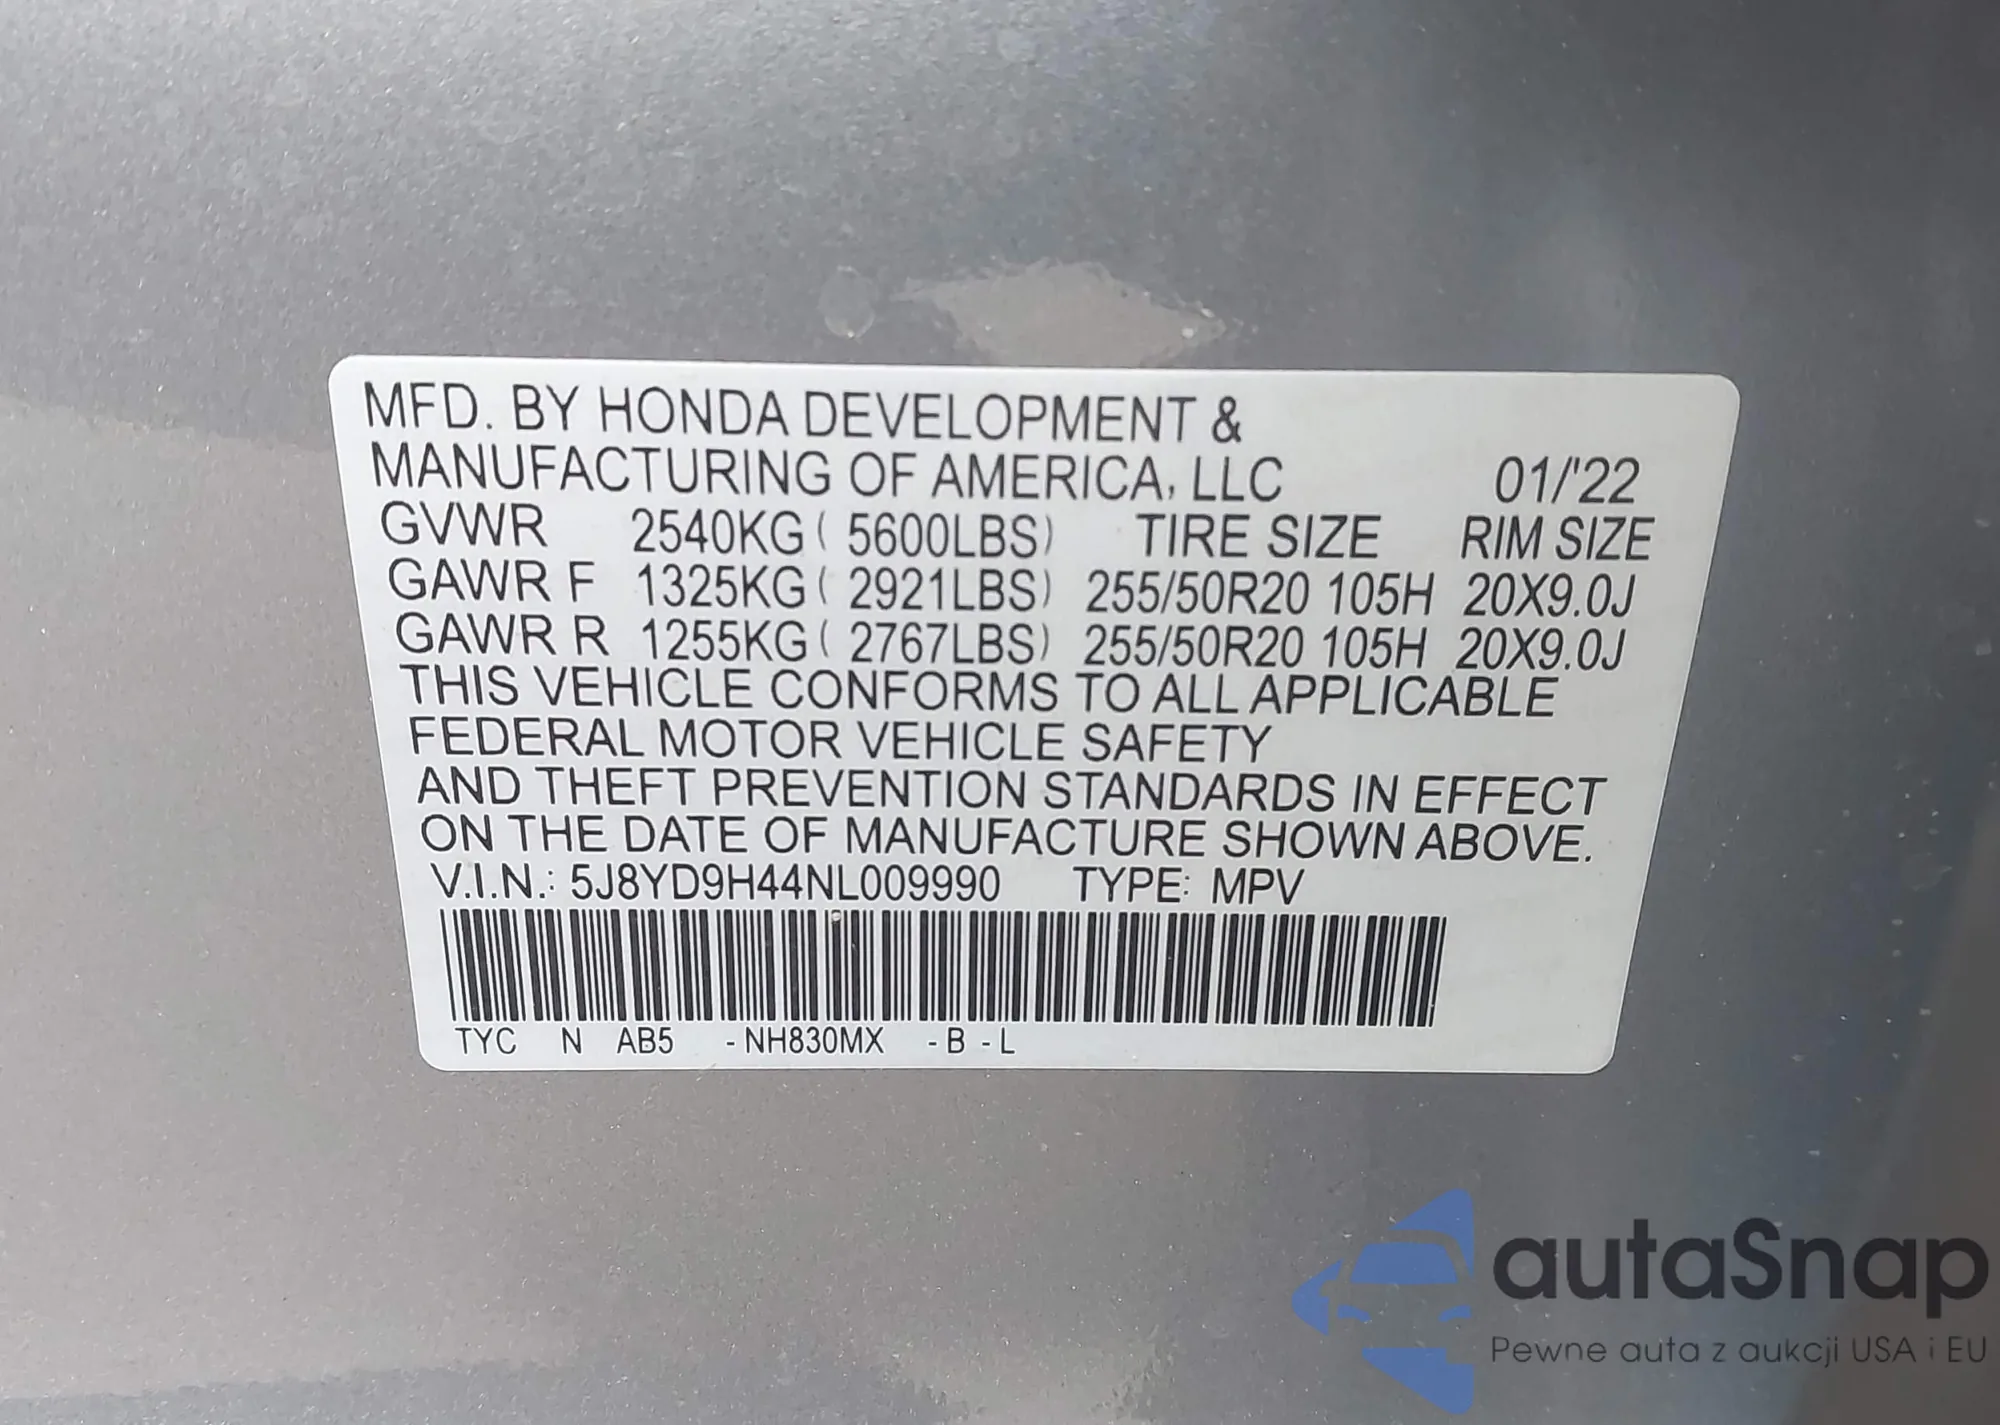 MFD. BY HONDA DEVELOPMENT &
MANUFACTURING OF AMERICA, LLC 01/'22
GVWR 2540KG ( 5600LBS) TIRE SIZE RIM SIZE
GAWR F 1325KG ( 2921LBS) 255/50R20 105H 20X9.0J
GAWR R 1255KG ( 2767LBS) 255/50R20 105H 20X9.0J
THIS VEHICLE CONFORMS TO ALL APPLICABLE
FEDERAL MOTOR VEHICLE SAFETY
AND THEFT PREVENTION STANDARDS IN EFFECT
ON THE DATE OF MANUFACTURE SHOWN ABOVE.
V.I.N.: 5J8YD9H44NL009990 TYPE: MPV
TYC N AB5 -NH830MX -B -L
autaSnap
Pewne auta z aukcji USA i EU